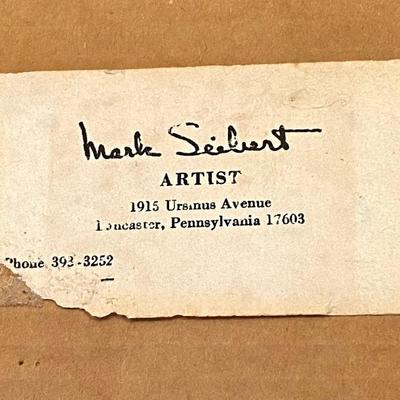 Mark Seibert
ARTIST
1915 Ursinus Avenue
Lancaster, Pennsylvania 17603
Phone 393-3252